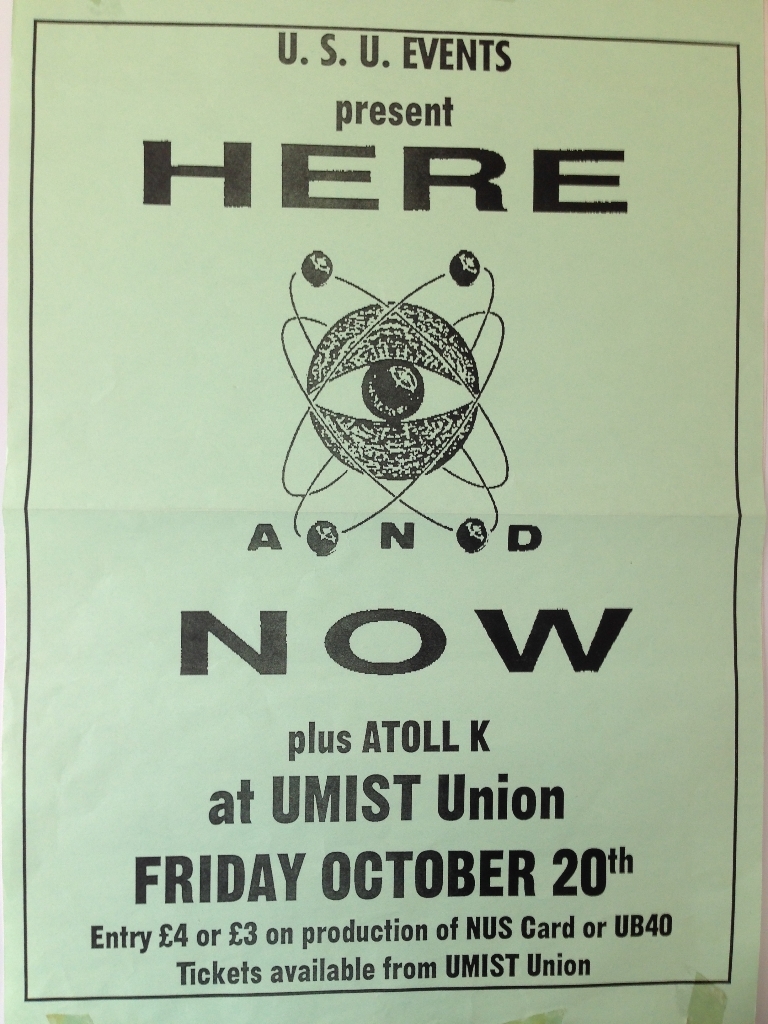 U. S. U. EVENTS
present
HERE
AND
NOW
plus ATOLL K
at UMIST Union
FRIDAY OCTOBER 20th
Entry £4 or £3 on production of NUS Card or UB40
Tickets available from UMIST Union